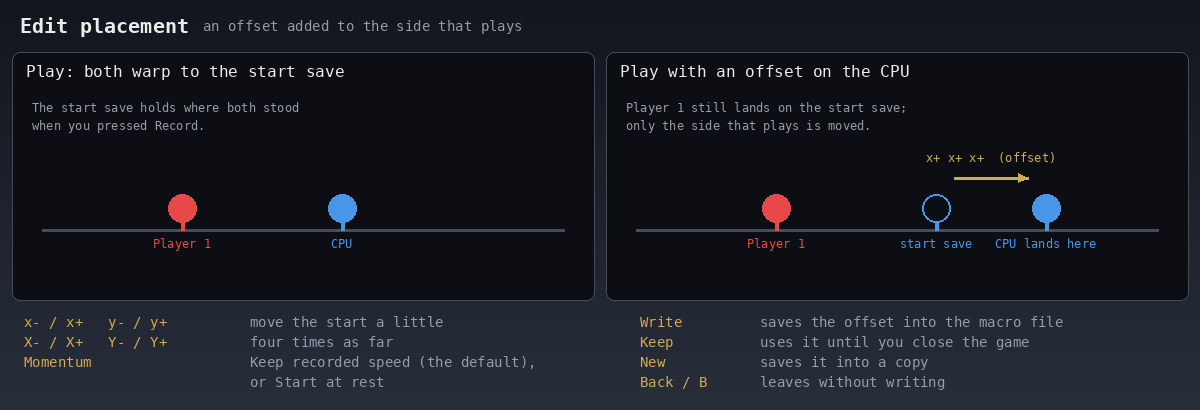 Edit placement an offset added to the side that plays
Play: both warp to the start save
The start save holds where both stood
when you pressed Record.
Player 1 CPU
Play with an offset on the CPU
Player 1 still lands on the start save;
only the side that plays is moved.
x+ x+ x+ (offset)
Player 1 start save CPU lands here
x- / x+ y- / y+ move the start a little
X- / X+ Y- / Y+ four times as far
Momentum Keep recorded speed (the default),
or Start at rest
Write saves the offset into the macro file
Keep uses it until you close the game
New saves it into a copy
Back / B leaves without writing